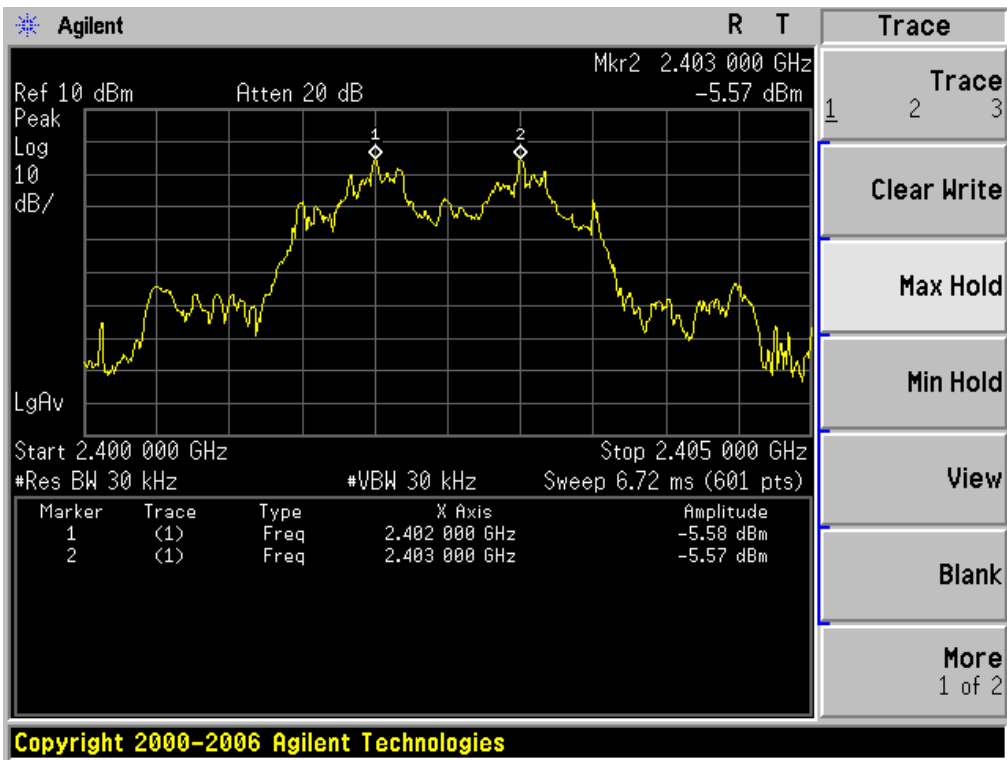 Agilent R T Trace
Mkr2 2.403 000 GHz
Ref 10 dBm Atten 20 dB -5.57 dBm
Peak
Log
10
dB/
1 2
LgAv
Start 2.400 000 GHz Stop 2.405 000 GHz
#Res BW 30 kHz #VBW 30 kHz Sweep 6.72 ms (601 pts)
Marker Trace Type X Axis Amplitude
1 (1) Freq 2.402 000 GHz -5.58 dBm
2 (1) Freq 2.403 000 GHz -5.57 dBm
Trace
1 2 3
Clear Write
Max Hold
Min Hold
View
Blank
More
1 of 2
Copyright 2000-2006 Agilent Technologies